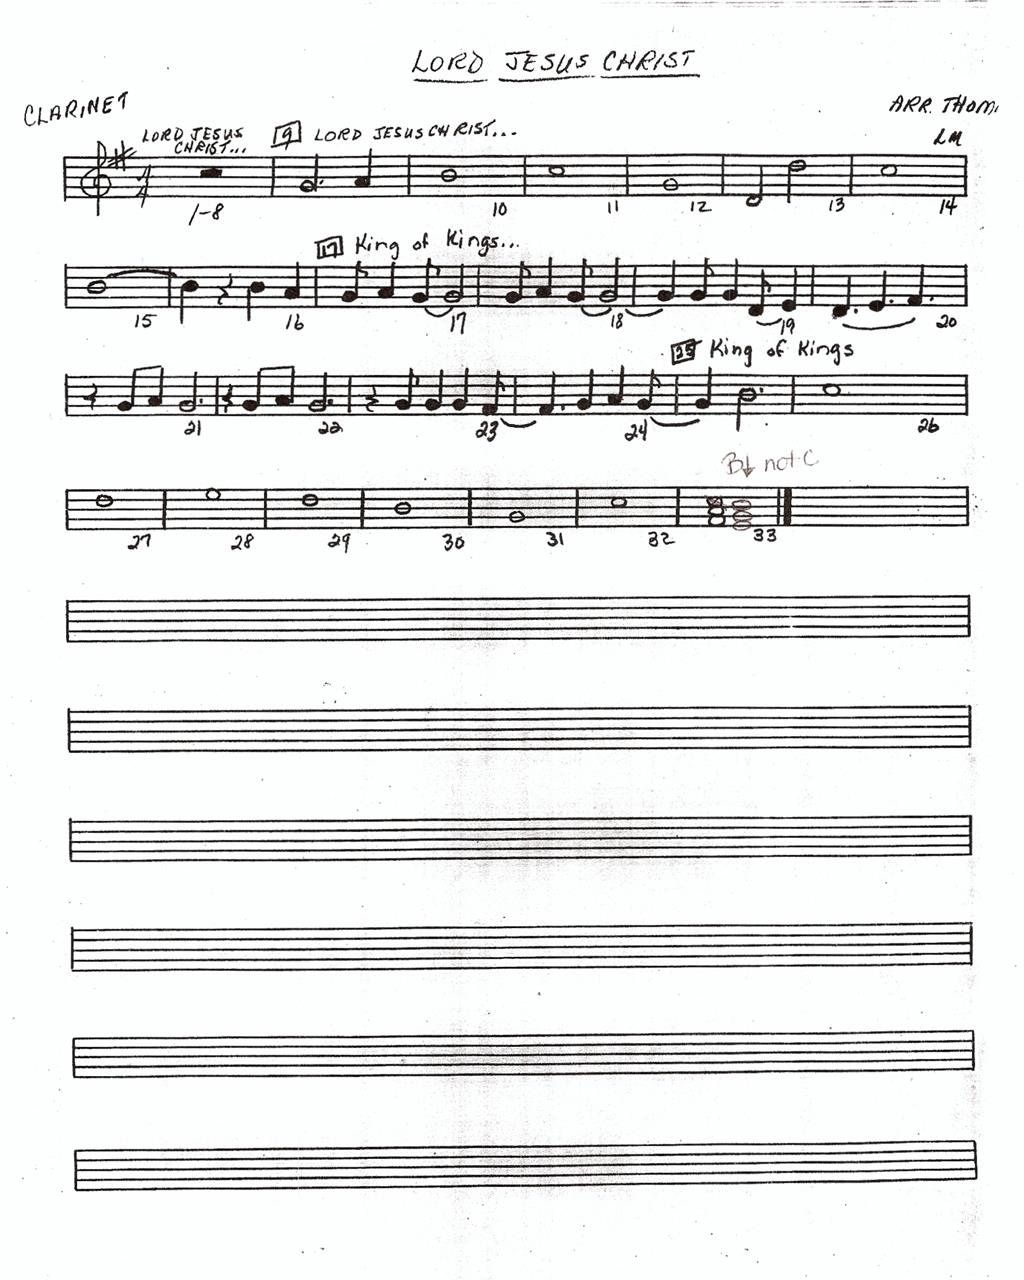 LORD JESUS CHRIST
CLARINET
ARR. THOM
LM
LORD JESUS
CHRIST...
9 LORD JESUS CHRIST...
4
4
1-8
10 11 12 13 14
17 King of Kings...
15 16 17 18 19 20
25 King of Kings
21 22 23 24 26
B↓ not C
27 28 29 30 31 32 33